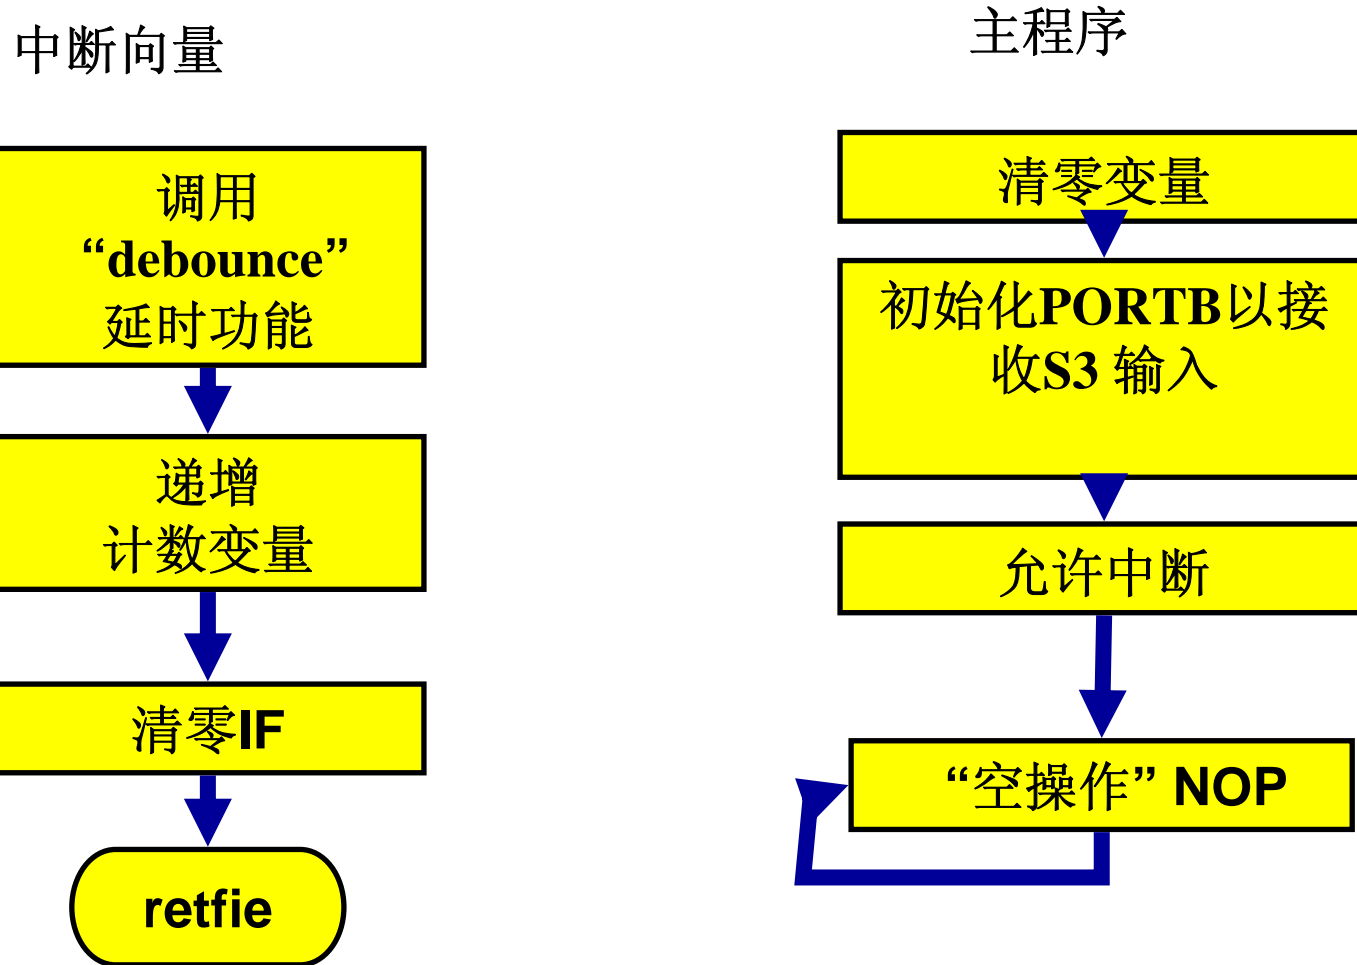 中断向量
调用
“debounce”
延时功能
递增
计数变量
清零IF
retfie
主程序
清零变量
初始化PORTB以接
收S3 输入
允许中断
“空操作” NOP